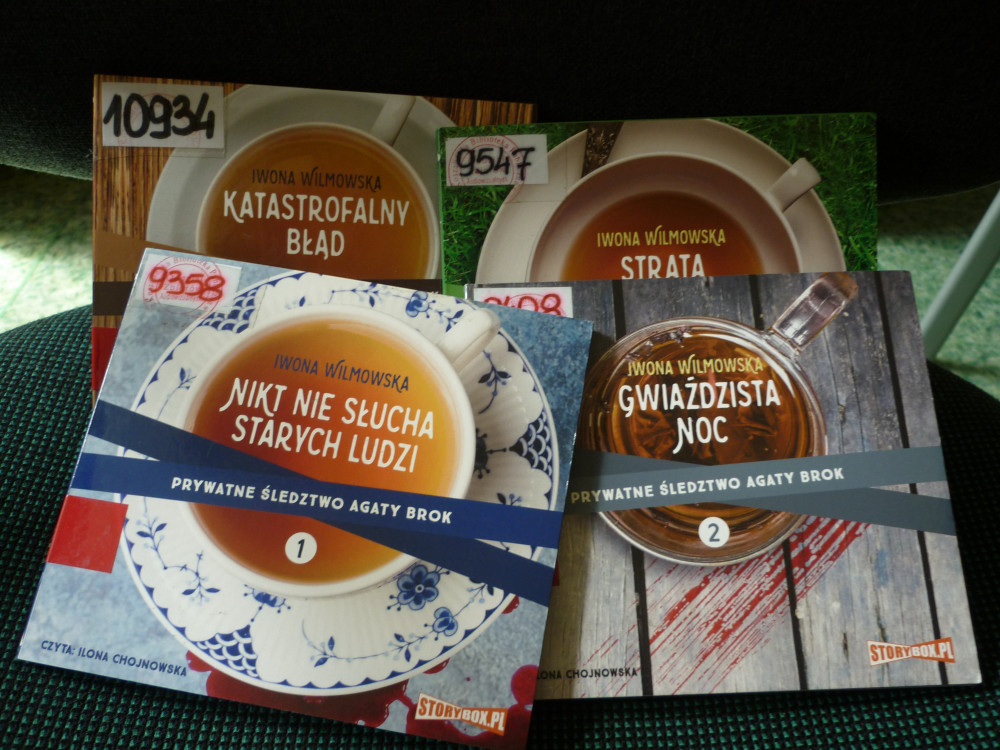 10934
IWONA WILMOWSKA
KATASTROFALNY
BŁĄD
9547
IWONA WILMOWSKA
STRATA
9358
IWONA WILMOWSKA
NIKT NIE SŁUCHA
STARYCH LUDZI
PRYWATNE ŚLEDZTWO AGATY BROK
1
CZYTA: ILONA CHOJNOWSKA
STORYBOX.PL
IWONA WILMOWSKA
GWIAŹDZISTA
NOC
PRYWATNE ŚLEDZTWO AGATY BROK
2
CHOJNOWSKA
STORYBOX.PL